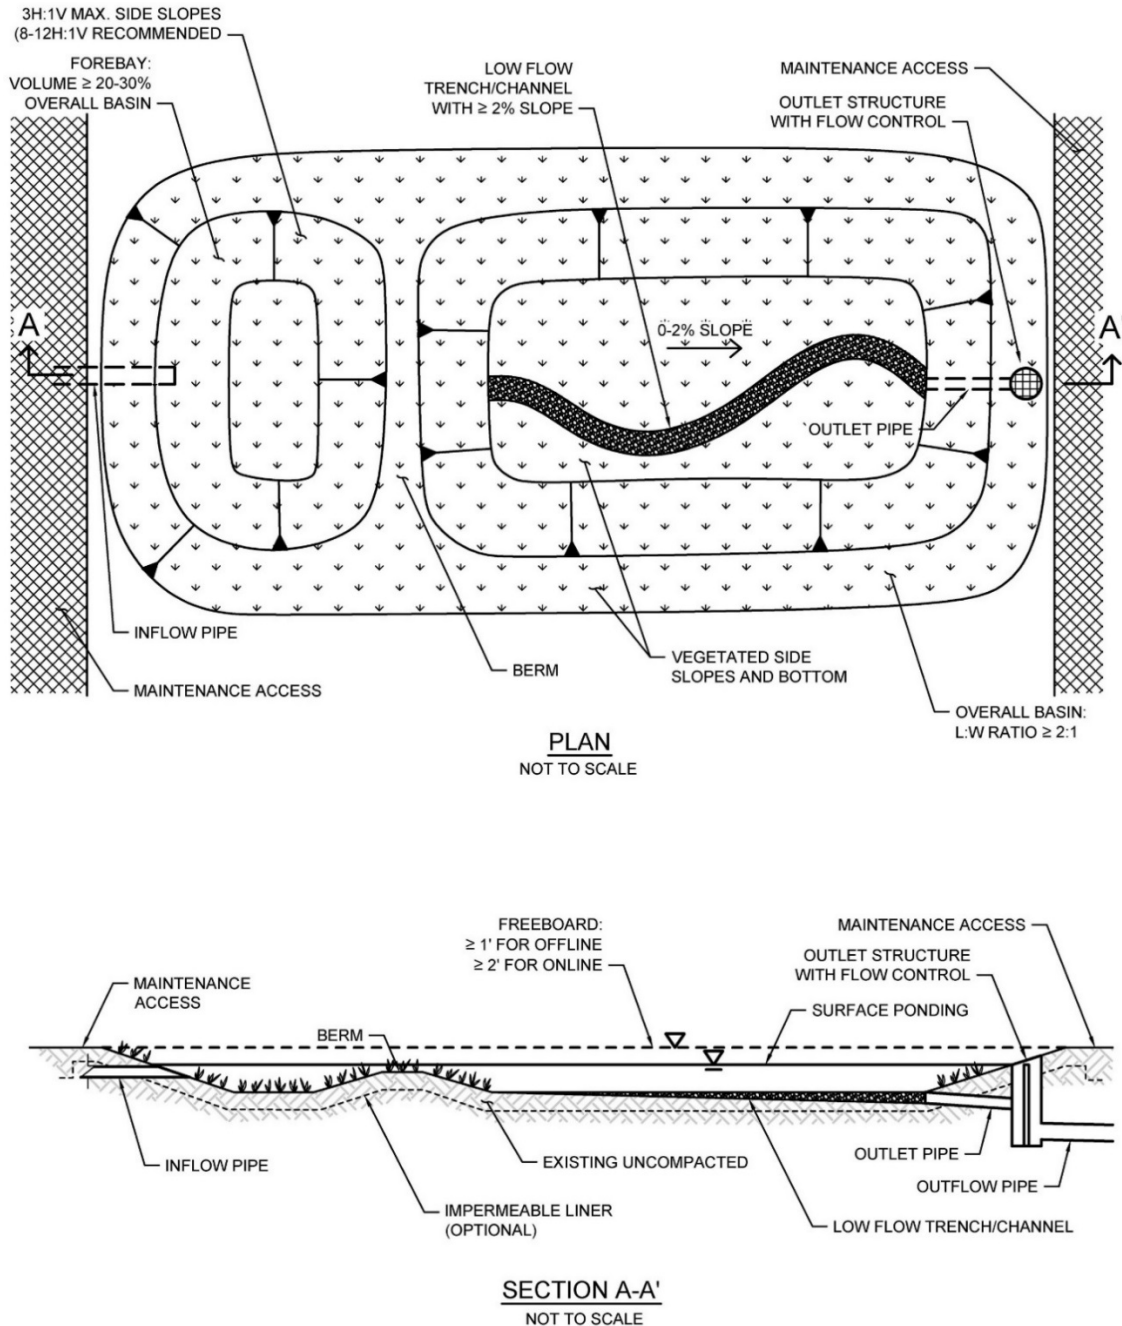 3H:1V MAX. SIDE SLOPES
(8-12H:1V RECOMMENDED
FOREBAY:
VOLUME ≥ 20-30%
OVERALL BASIN
LOW FLOW
TRENCH/CHANNEL
WITH ≥ 2% SLOPE
MAINTENANCE ACCESS
OUTLET STRUCTURE
WITH FLOW CONTROL
A
A'
0-2% SLOPE
OUTLET PIPE
INFLOW PIPE
MAINTENANCE ACCESS
BERM
VEGETATED SIDE
SLOPES AND BOTTOM
OVERALL BASIN:
L:W RATIO ≥ 2:1
PLAN
NOT TO SCALE
FREEBOARD:
≥ 1' FOR OFFLINE
≥ 2' FOR ONLINE
MAINTENANCE ACCESS
OUTLET STRUCTURE
WITH FLOW CONTROL
SURFACE PONDING
MAINTENANCE
ACCESS
BERM
INFLOW PIPE
IMPERMEABLE LINER
(OPTIONAL)
EXISTING UNCOMPACTED
OUTLET PIPE
OUTFLOW PIPE
LOW FLOW TRENCH/CHANNEL
SECTION A-A'
NOT TO SCALE